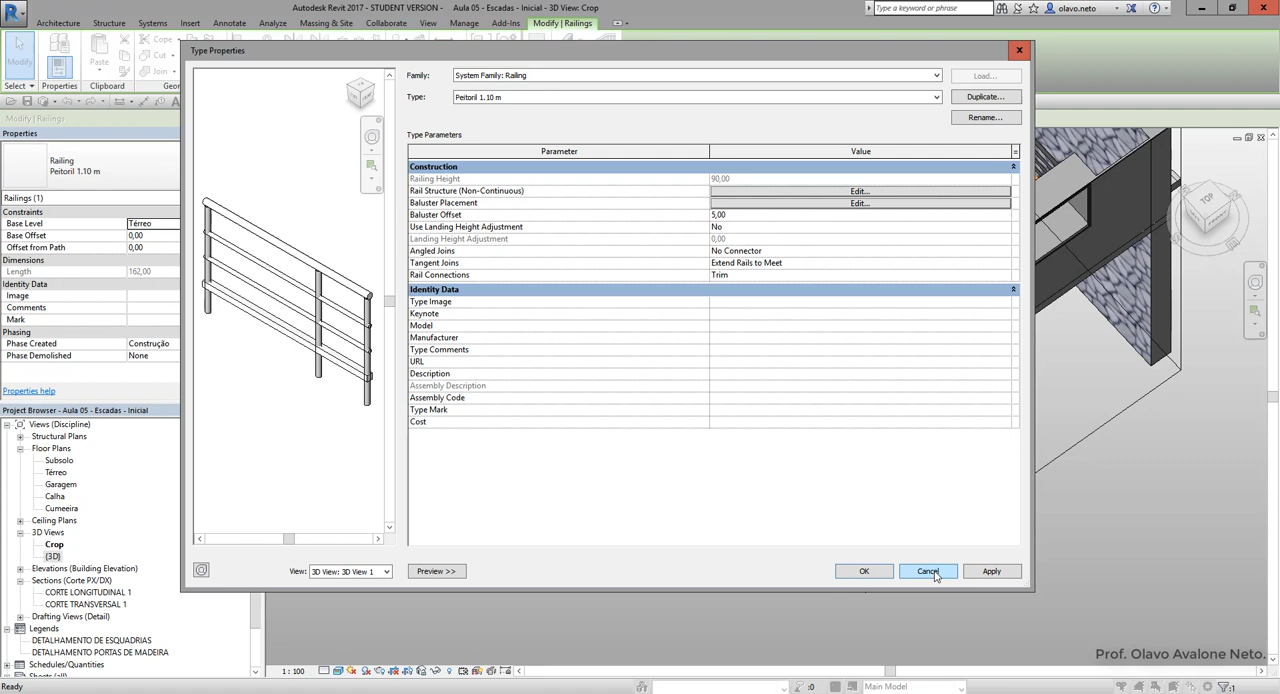 Autodesk Revit 2017 - STUDENT VERSION - Aula 05 - Escadas - Inicial - 3D View: Crop
Type a keyword or phrase
olavo.neto
Architecture Structure Systems Insert Annotate Analyze Massing & Site Collaborate View Manage Add-Ins Modify | Railings
Modify
Paste
Cope
Cut
Join
Select Properties Clipboard
Modify | Railings
Properties
Railing
Peitoril 1.10 m
Railings (1)
Constraints
Base Level Térreo
Base Offset 0,00
Offset from Path 0,00
Dimensions
Length 162,00
Identity Data
Image
Comments
Mark
Phasing
Phase Created Construção
Phase Demolished None
Properties help
Project Browser - Aula 05 - Escadas - Inicial
Views (Discipline)
Structural Plans
Floor Plans
Subsolo
Térreo
Garagem
Calha
Cumeeira
Ceiling Plans
3D Views
Crop
{3D}
Elevations (Building Elevation)
Sections (Corte PX/DX)
CORTE LONGITUDINAL 1
CORTE TRANSVERSAL 1
Drafting Views (Detail)
Legends
DETALHAMENTO DE ESQUADRIAS
DETALHAMENTO PORTAS DE MADEIRA
Schedules/Quantities
Sheets (all)
Ready
Type Properties
Family: System Family: Railing Load...
Type: Peitoril 1.10 m Duplicate...
Rename...
Type Parameters
Parameter Value =
Construction
Railing Height 90,00
Rail Structure (Non-Continuous) Edit...
Baluster Placement Edit...
Baluster Offset 5,00
Use Landing Height Adjustment No
Landing Height Adjustment 0,00
Angled Joins No Connector
Tangent Joins Extend Rails to Meet
Rail Connections Trim
Identity Data
Type Image
Keynote
Model
Manufacturer
Type Comments
URL
Description
Assembly Description
Assembly Code
Type Mark
Cost
View: 3D View: 3D View 1 Preview >> OK Cancel Apply
TOP
Prof. Olavo Avalone Neto.
1 : 100
:0
Main Model
:1